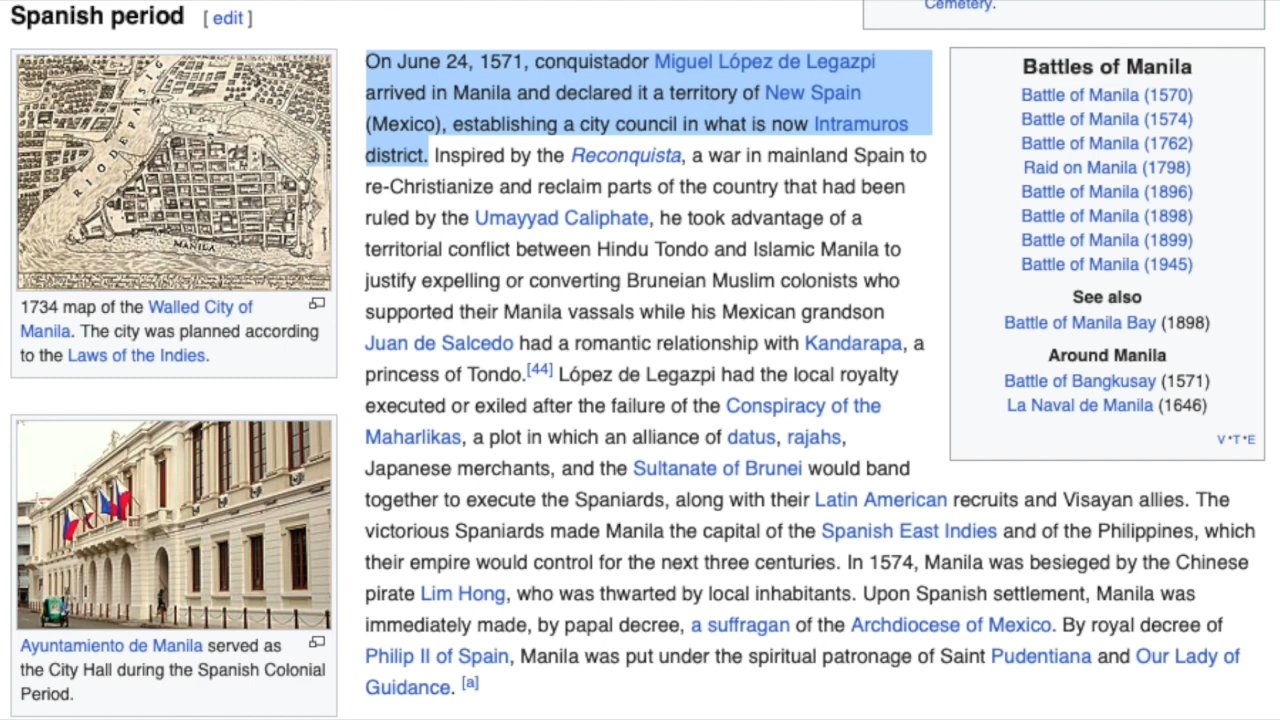 Cemetery.
Spanish period [ edit ]
RIO DE PASIG
MANILA
1734 map of the Walled City of
Manila. The city was planned according
to the Laws of the Indies.
Ayuntamiento de Manila served as
the City Hall during the Spanish Colonial
Period.
On June 24, 1571, conquistador Miguel López de Legazpi
arrived in Manila and declared it a territory of New Spain
(Mexico), establishing a city council in what is now Intramuros
district. Inspired by the Reconquista, a war in mainland Spain to
re-Christianize and reclaim parts of the country that had been
ruled by the Umayyad Caliphate, he took advantage of a
territorial conflict between Hindu Tondo and Islamic Manila to
justify expelling or converting Bruneian Muslim colonists who
supported their Manila vassals while his Mexican grandson
Juan de Salcedo had a romantic relationship with Kandarapa, a
princess of Tondo.[44] López de Legazpi had the local royalty
executed or exiled after the failure of the Conspiracy of the
Maharlikas, a plot in which an alliance of datus, rajahs,
Japanese merchants, and the Sultanate of Brunei would band
together to execute the Spaniards, along with their Latin American recruits and Visayan allies. The
victorious Spaniards made Manila the capital of the Spanish East Indies and of the Philippines, which
their empire would control for the next three centuries. In 1574, Manila was besieged by the Chinese
pirate Lim Hong, who was thwarted by local inhabitants. Upon Spanish settlement, Manila was
immediately made, by papal decree, a suffragan of the Archdiocese of Mexico. By royal decree of
Philip II of Spain, Manila was put under the spiritual patronage of Saint Pudentiana and Our Lady of
Guidance. [a]
Battles of Manila
Battle of Manila (1570)
Battle of Manila (1574)
Battle of Manila (1762)
Raid on Manila (1798)
Battle of Manila (1896)
Battle of Manila (1898)
Battle of Manila (1899)
Battle of Manila (1945)
See also
Battle of Manila Bay (1898)
Around Manila
Battle of Bangkusay (1571)
La Naval de Manila (1646)
V·T·E